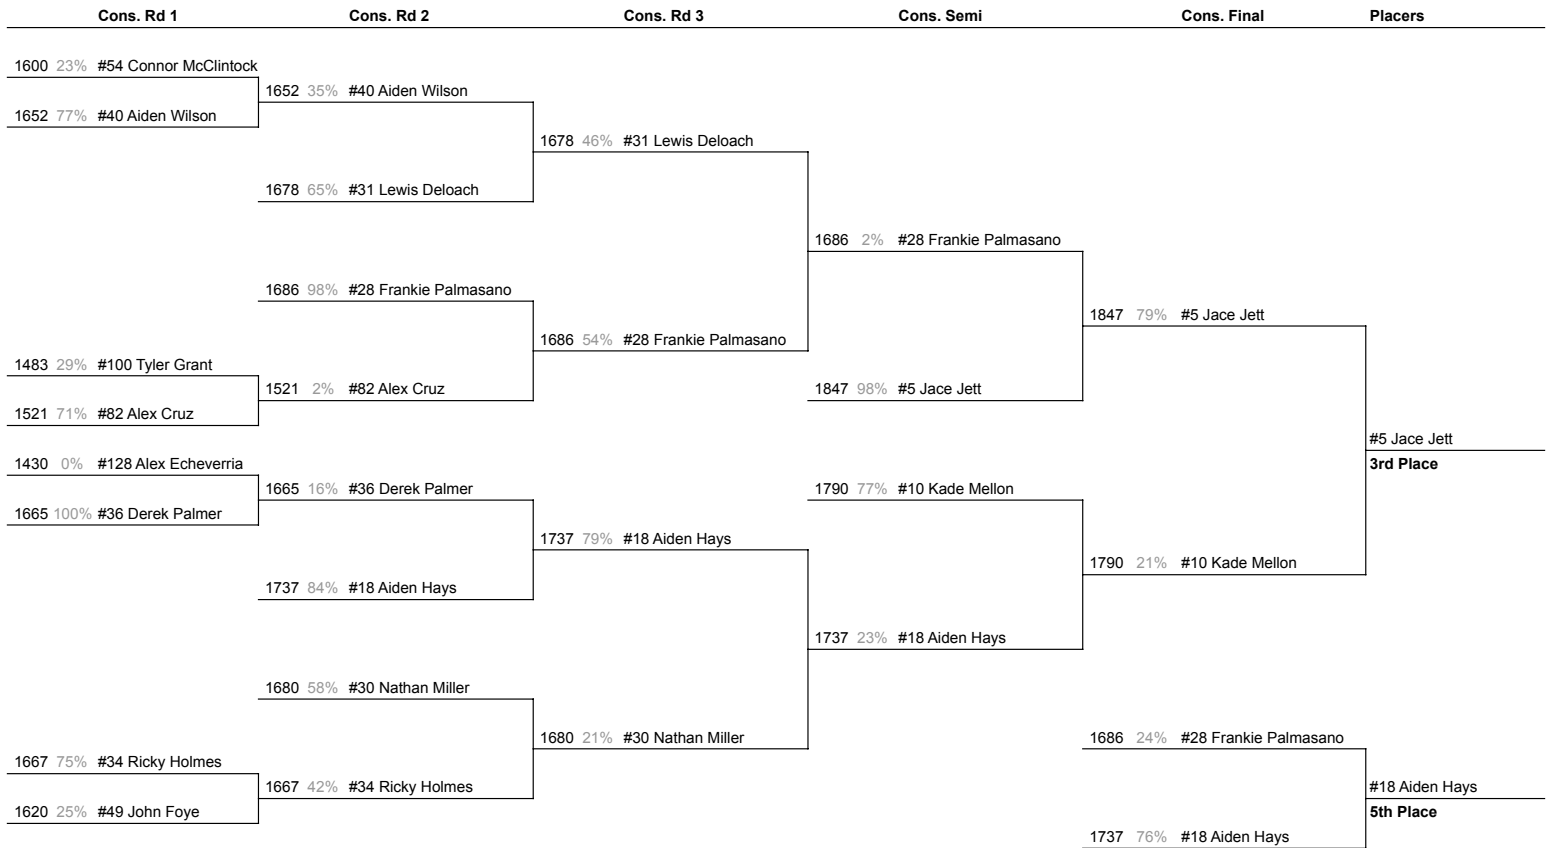 Cons. Rd 1 Cons. Rd 2 Cons. Rd 3 Cons. Semi Cons. Final Placers
1600 23% #54 Connor McClintock
1652 35% #40 Aiden Wilson
1652 77% #40 Aiden Wilson
1678 46% #31 Lewis Deloach
1678 65% #31 Lewis Deloach
1686 2% #28 Frankie Palmasano
1686 98% #28 Frankie Palmasano
1847 79% #5 Jace Jett
1686 54% #28 Frankie Palmasano
1483 29% #100 Tyler Grant
1521 2% #82 Alex Cruz
1847 98% #5 Jace Jett
1521 71% #82 Alex Cruz
#5 Jace Jett
1430 0% #128 Alex Echeverria
3rd Place
1665 16% #36 Derek Palmer
1790 77% #10 Kade Mellon
1665 100% #36 Derek Palmer
1737 79% #18 Aiden Hays
1790 21% #10 Kade Mellon
1737 84% #18 Aiden Hays
1737 23% #18 Aiden Hays
1680 58% #30 Nathan Miller
1680 21% #30 Nathan Miller
1686 24% #28 Frankie Palmasano
1667 75% #34 Ricky Holmes
1667 42% #34 Ricky Holmes
#18 Aiden Hays
1620 25% #49 John Foye
5th Place
1737 76% #18 Aiden Hays